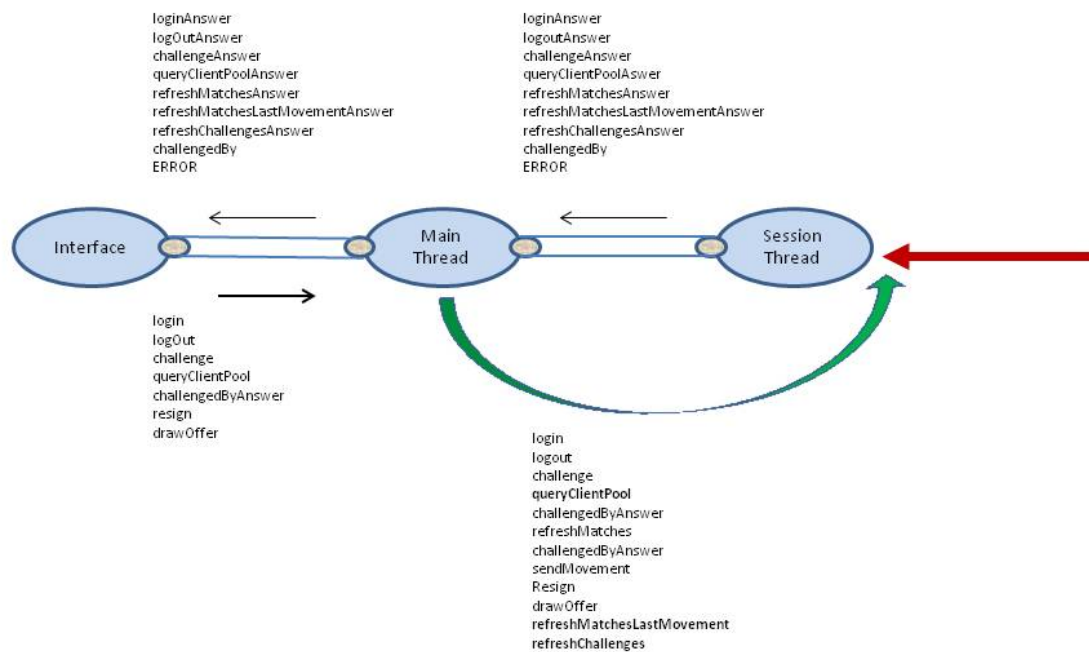 loginAnswer
logOutAnswer
challengeAnswer
queryClientPoolAnswer
refreshMatchesAnswer
refreshMatchesLastMovementAnswer
refreshChallengesAnswer
challengedBy
ERROR
loginAnswer
logoutAnswer
challengeAnswer
queryClientPoolAswer
refreshMatchesAnswer
refreshMatchesLastMovementAnswer
refreshChallengesAnswer
challengedBy
ERROR
Interface
Main
Thread
Session
Thread
login
logOut
challenge
queryClientPool
challengedByAnswer
resign
drawOffer
login
logout
challenge
queryClientPool
challengedByAnswer
refreshMatches
challengedByAnswer
sendMovement
Resign
drawOffer
refreshMatchesLastMovement
refreshChallenges